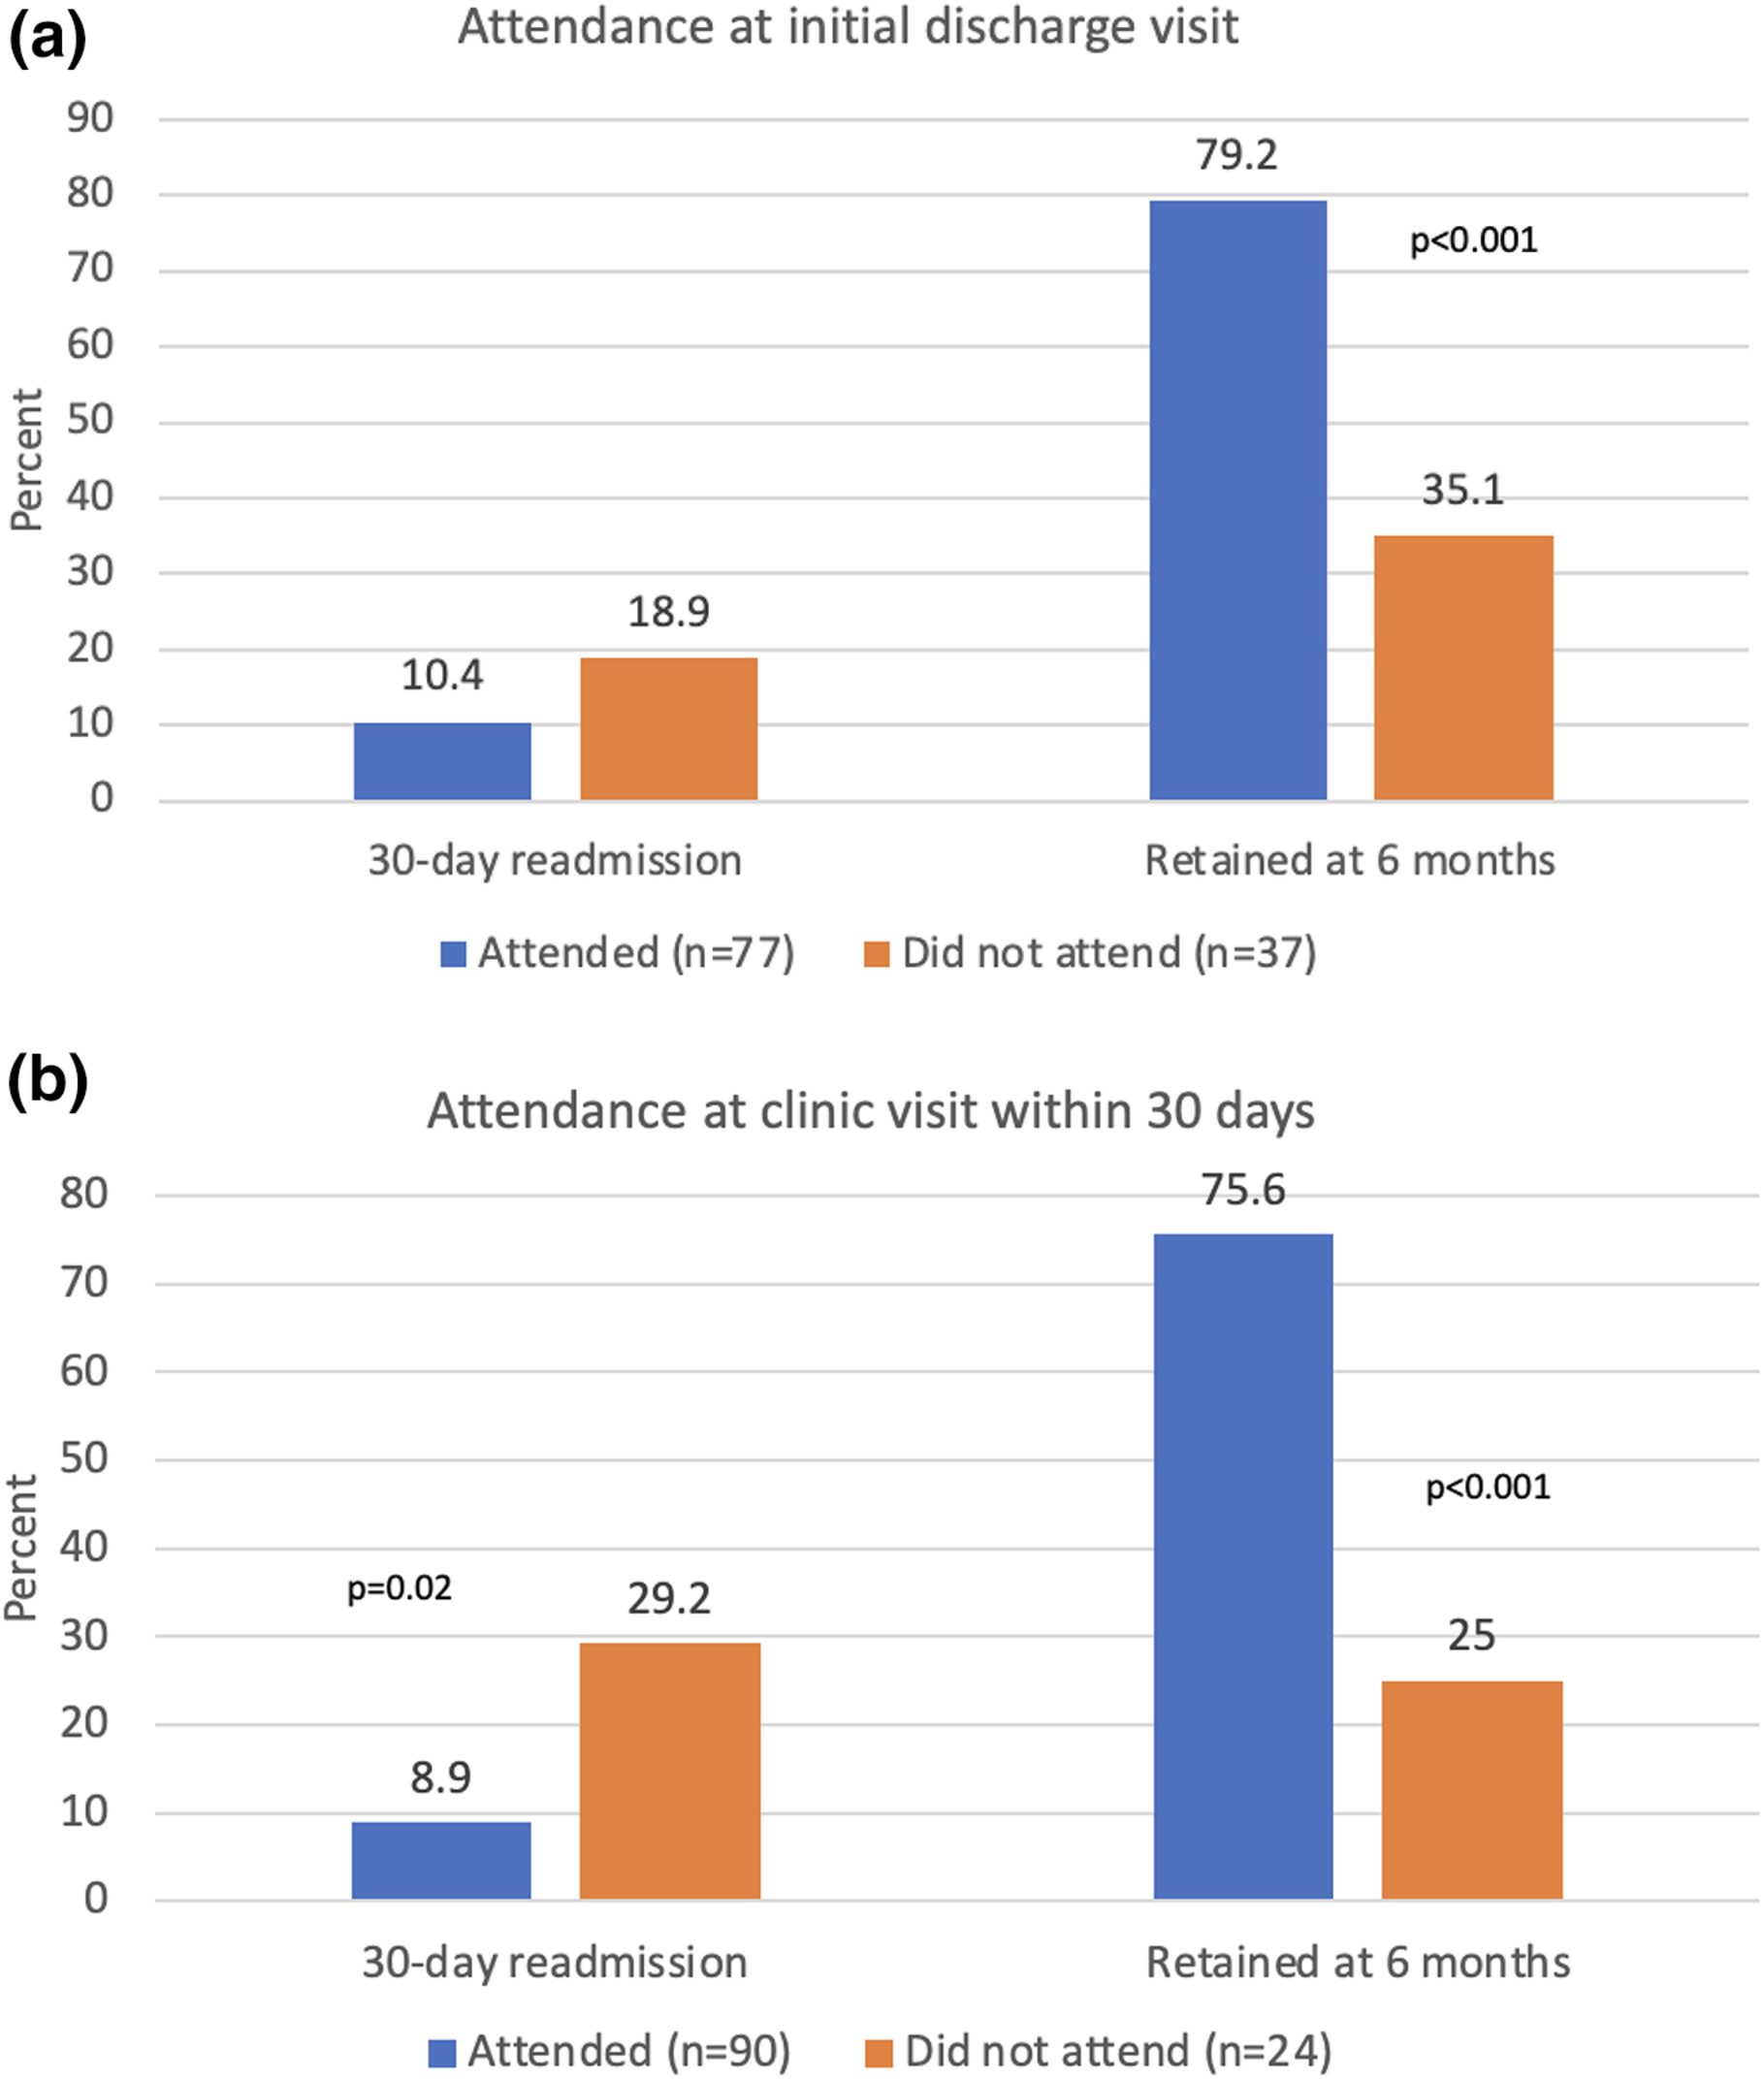 (a)
Attendance at initial discharge visit
90
80
70
60
50
40
30
20
10
0
Percent
10.4
18.9
79.2
35.1
p<0.001
30-day readmission
Retained at 6 months
Attended (n=77)
Did not attend (n=37)
(b)
Attendance at clinic visit within 30 days
80
70
60
50
40
30
20
10
0
Percent
p=0.02
8.9
29.2
75.6
25
p<0.001
30-day readmission
Retained at 6 months
Attended (n=90)
Did not attend (n=24)